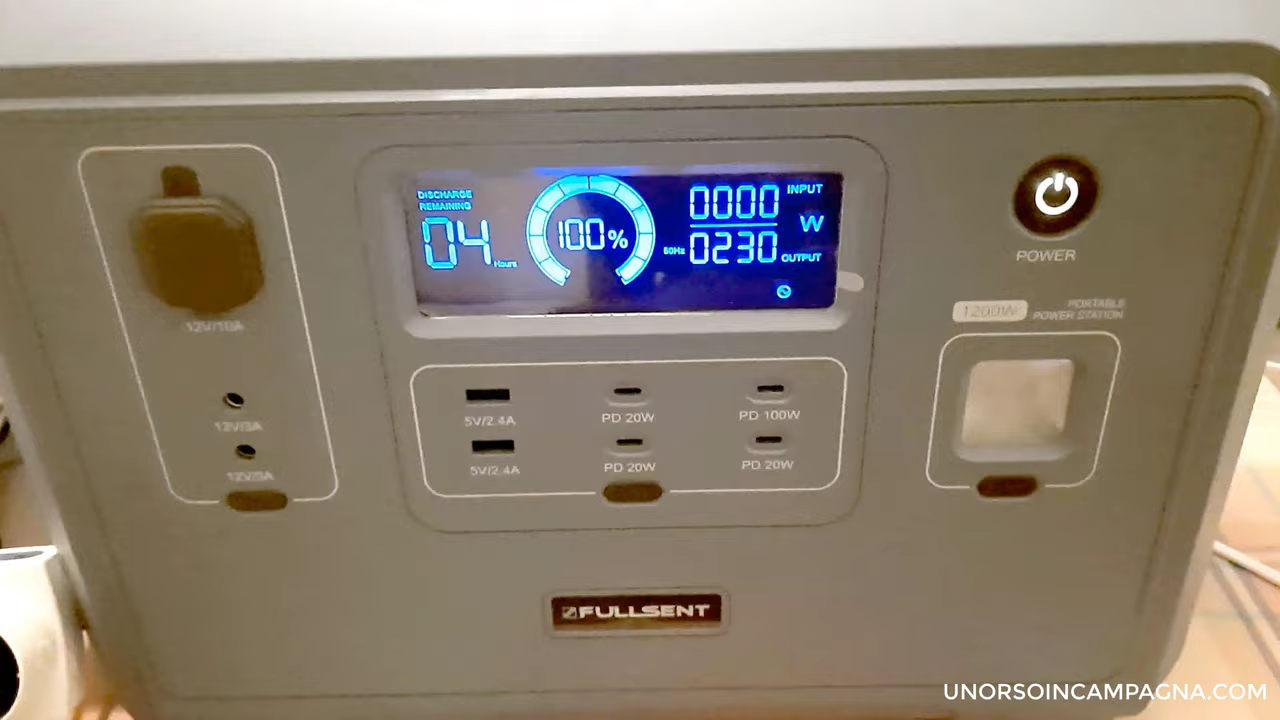 DISCHARGE
REMAINING
04 Hours
100%
0000 INPUT
W
50Hz 0230 OUTPUT
POWER
1200W PORTABLE
POWER STATION
12V/10A
12V/3A
12V/3A
5V/2.4A PD 20W PD 100W
5V/2.4A PD 20W PD 20W
FULLSENT
UNORSOINCAMPAGNA.COM